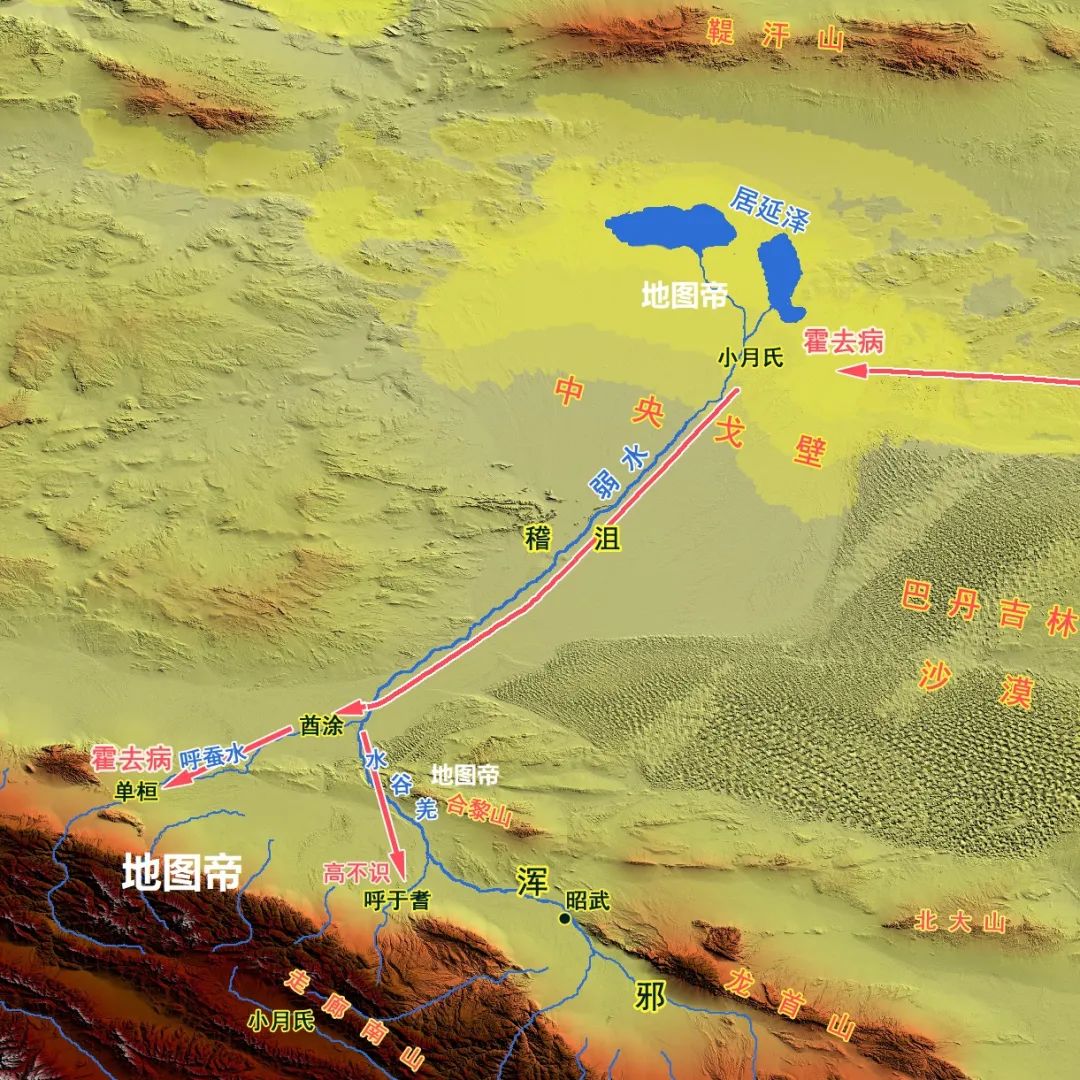 鞮汗山
居延泽
地图帝
霍去病
小月氏
中央戈壁
弱水
稽沮
巴丹吉林
沙漠
酋涂
霍去病
呼蚕水
单桓
地图帝
羌谷水
合黎山
地图帝
高不识
呼于耆
浑邪
昭武
北大山
龙首山
走廊南山
小月氏